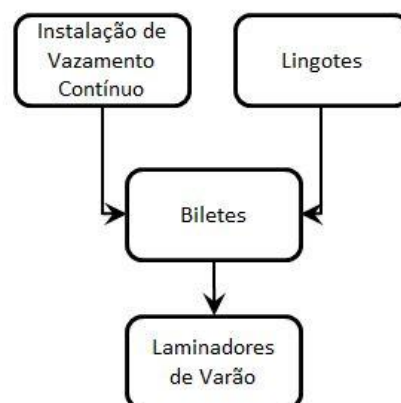 Instalação de
Vazamento
Contínuo
Lingotes
Biletes
Laminadores
de Varão